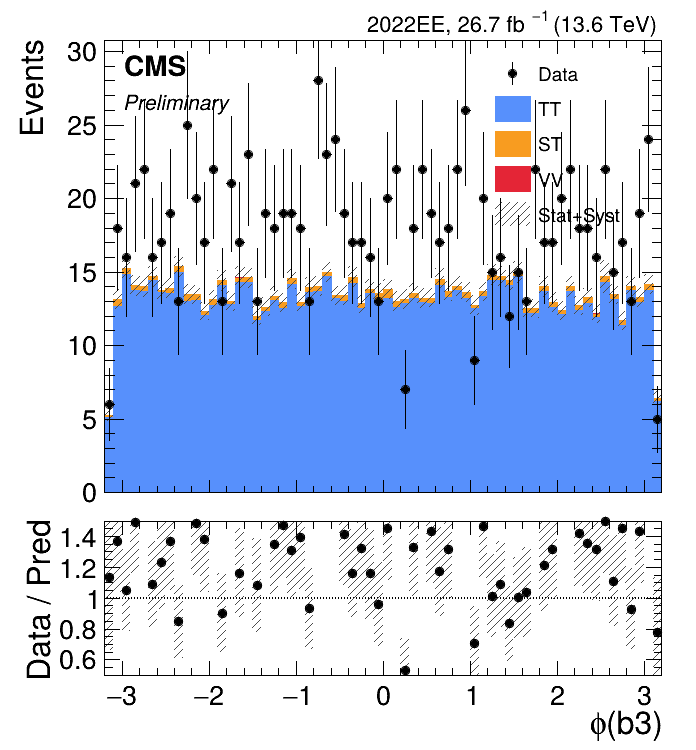 2022EE, 26.7 fb ⁻¹ (13.6 TeV)
Events
30
25
20
15
10
5
0
CMS
Preliminary
Data
TT
ST
VV
Stat+Syst
Data / Pred
1.4
1.2
1
0.8
0.6
−3
−2
−1
0
1
2
3
ϕ(b3)